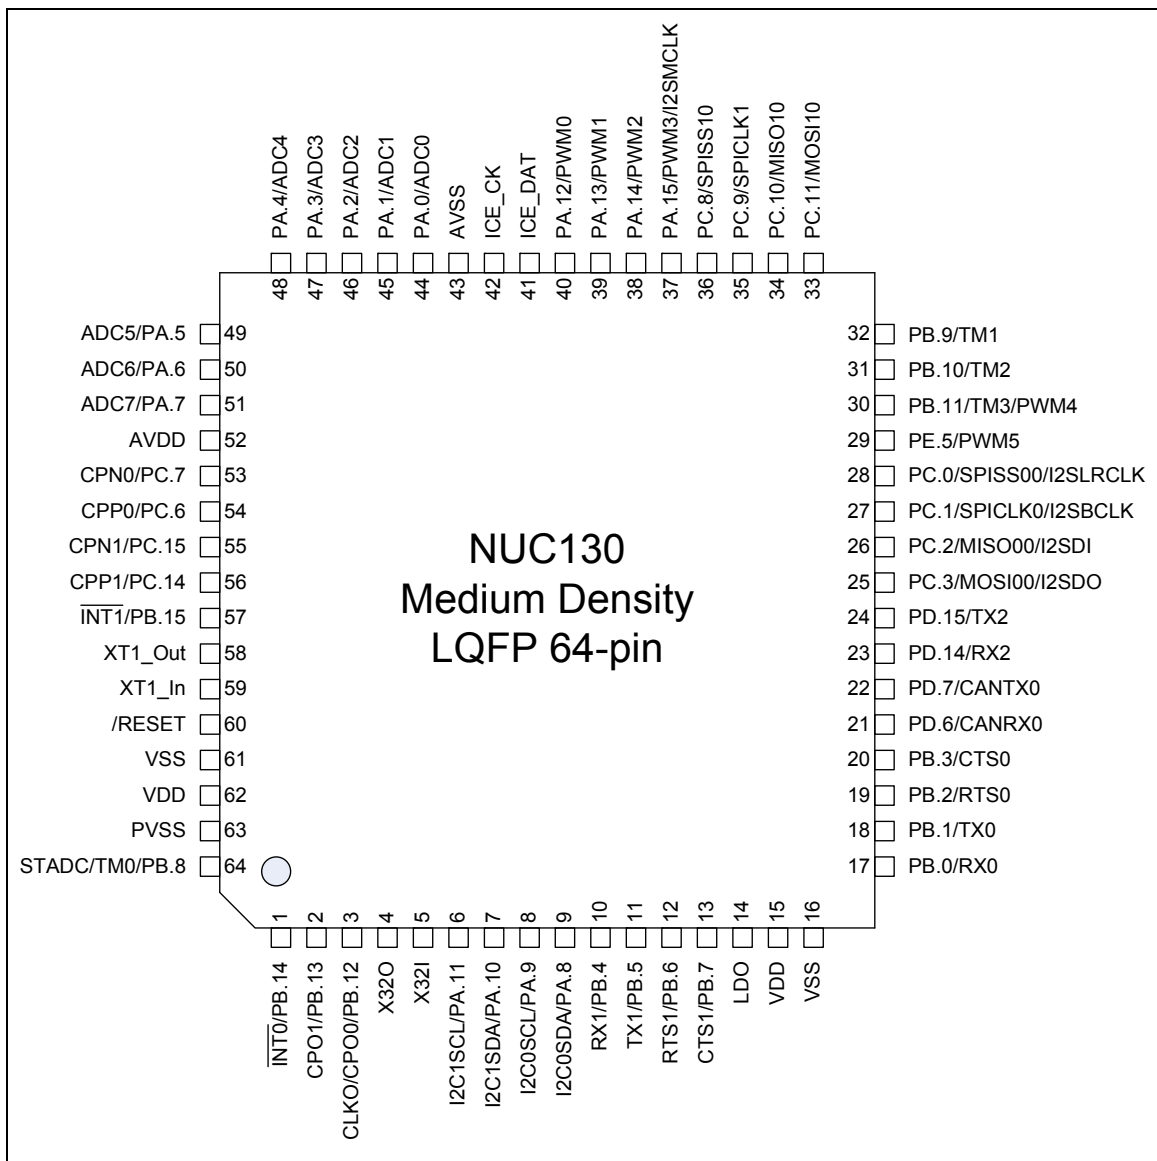 PA.4/ADC4
PA.3/ADC3
PA.2/ADC2
PA.1/ADC1
PA.0/ADC0
AVSS
ICE_CK
ICE_DAT
PA.12/PWM0
PA.13/PWM1
PA.14/PWM2
PA.15/PWM3/I2SMCLK
PC.8/SPISS10
PC.9/SPICLK1
PC.10/MISO10
PC.11/MOSI10
48 47 46 45 44 43 42 41 40 39 38 37 36 35 34 33
ADC5/PA.5 49
ADC6/PA.6 50
ADC7/PA.7 51
AVDD 52
CPN0/PC.7 53
CPP0/PC.6 54
CPN1/PC.15 55
CPP1/PC.14 56
INT1/PB.15 57
XT1_Out 58
XT1_In 59
/RESET 60
VSS 61
VDD 62
PVSS 63
STADC/TM0/PB.8 64
NUC130
Medium Density
LQFP 64-pin
32 PB.9/TM1
31 PB.10/TM2
30 PB.11/TM3/PWM4
29 PE.5/PWM5
28 PC.0/SPISS00/I2SLRCLK
27 PC.1/SPICLK0/I2SBCLK
26 PC.2/MISO00/I2SDI
25 PC.3/MOSI00/I2SDO
24 PD.15/TX2
23 PD.14/RX2
22 PD.7/CANTX0
21 PD.6/CANRX0
20 PB.3/CTS0
19 PB.2/RTS0
18 PB.1/TX0
17 PB.0/RX0
1 2 3 4 5 6 7 8 9 10 11 12 13 14 15 16
INT0/PB.14
CPO1/PB.13
CLKO/CPO0/PB.12
X32O
X32I
I2C1SCL/PA.11
I2C1SDA/PA.10
I2C0SCL/PA.9
I2C0SDA/PA.8
RX1/PB.4
TX1/PB.5
RTS1/PB.6
CTS1/PB.7
LDO
VDD
VSS